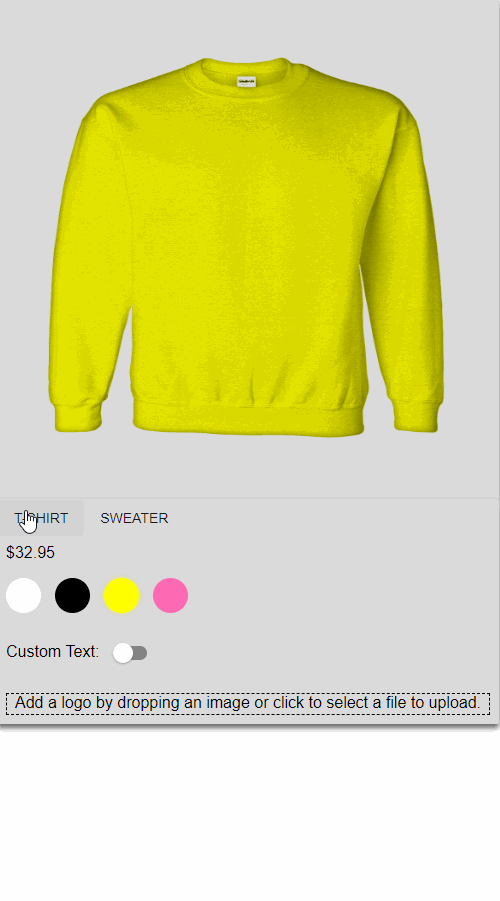 T-SHIRT SWEATER
$32.95
Custom Text:
Add a logo by dropping an image or click to select a file to upload.